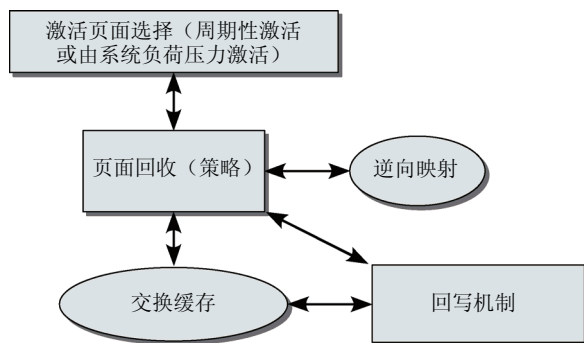 激活页面选择（周期性激活
或由系统负荷压力激活）
页面回收（策略）
逆向映射
交换缓存
回写机制